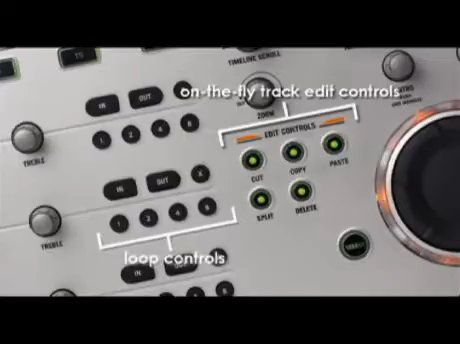 TIMELINE SCROLL
IN OUT
on-the-fly track edit controls
ZOOM
1 2 4 8
EDIT CONTROLS
TREBLE
CUT COPY PASTE
IN OUT X
1 2 4 8
SPLIT DELETE
TREBLE
loop controls
IN